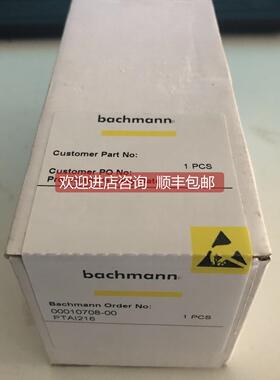 bachmann
Customer Part No:
Customer PO No:
1 PCS
欢迎进店咨询 顺丰包邮
bachmann
Bachmann Order No:
00010708-00
PTAI216
1 PCS